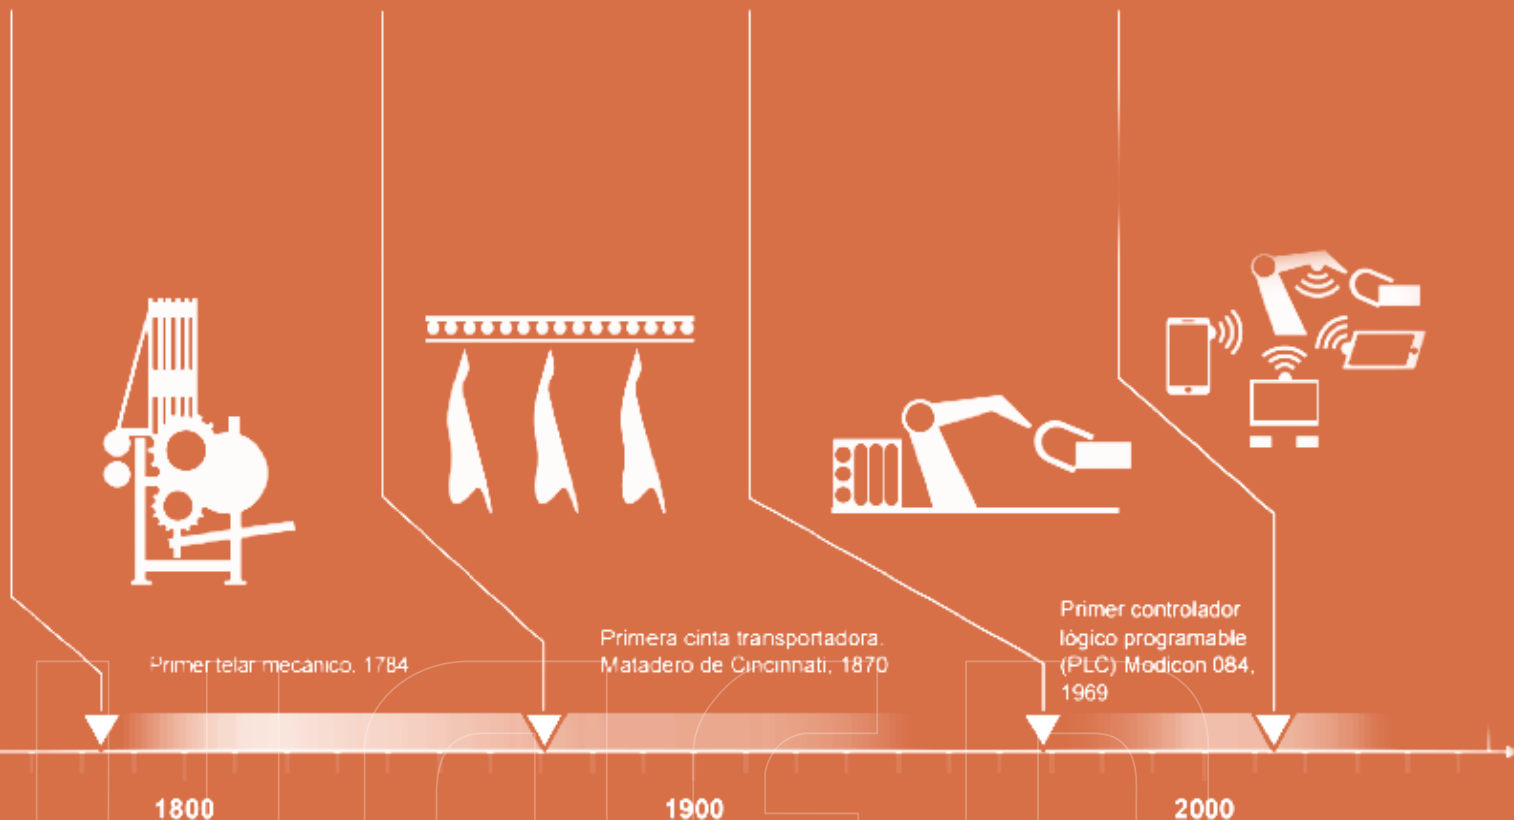 Primer telar mecánico. 1784
Primera cinta transportadora.
Matadero de Cincinnati, 1870
Primer controlador
lógico programable
(PLC) Modicon 084,
1969
1800
1900
2000